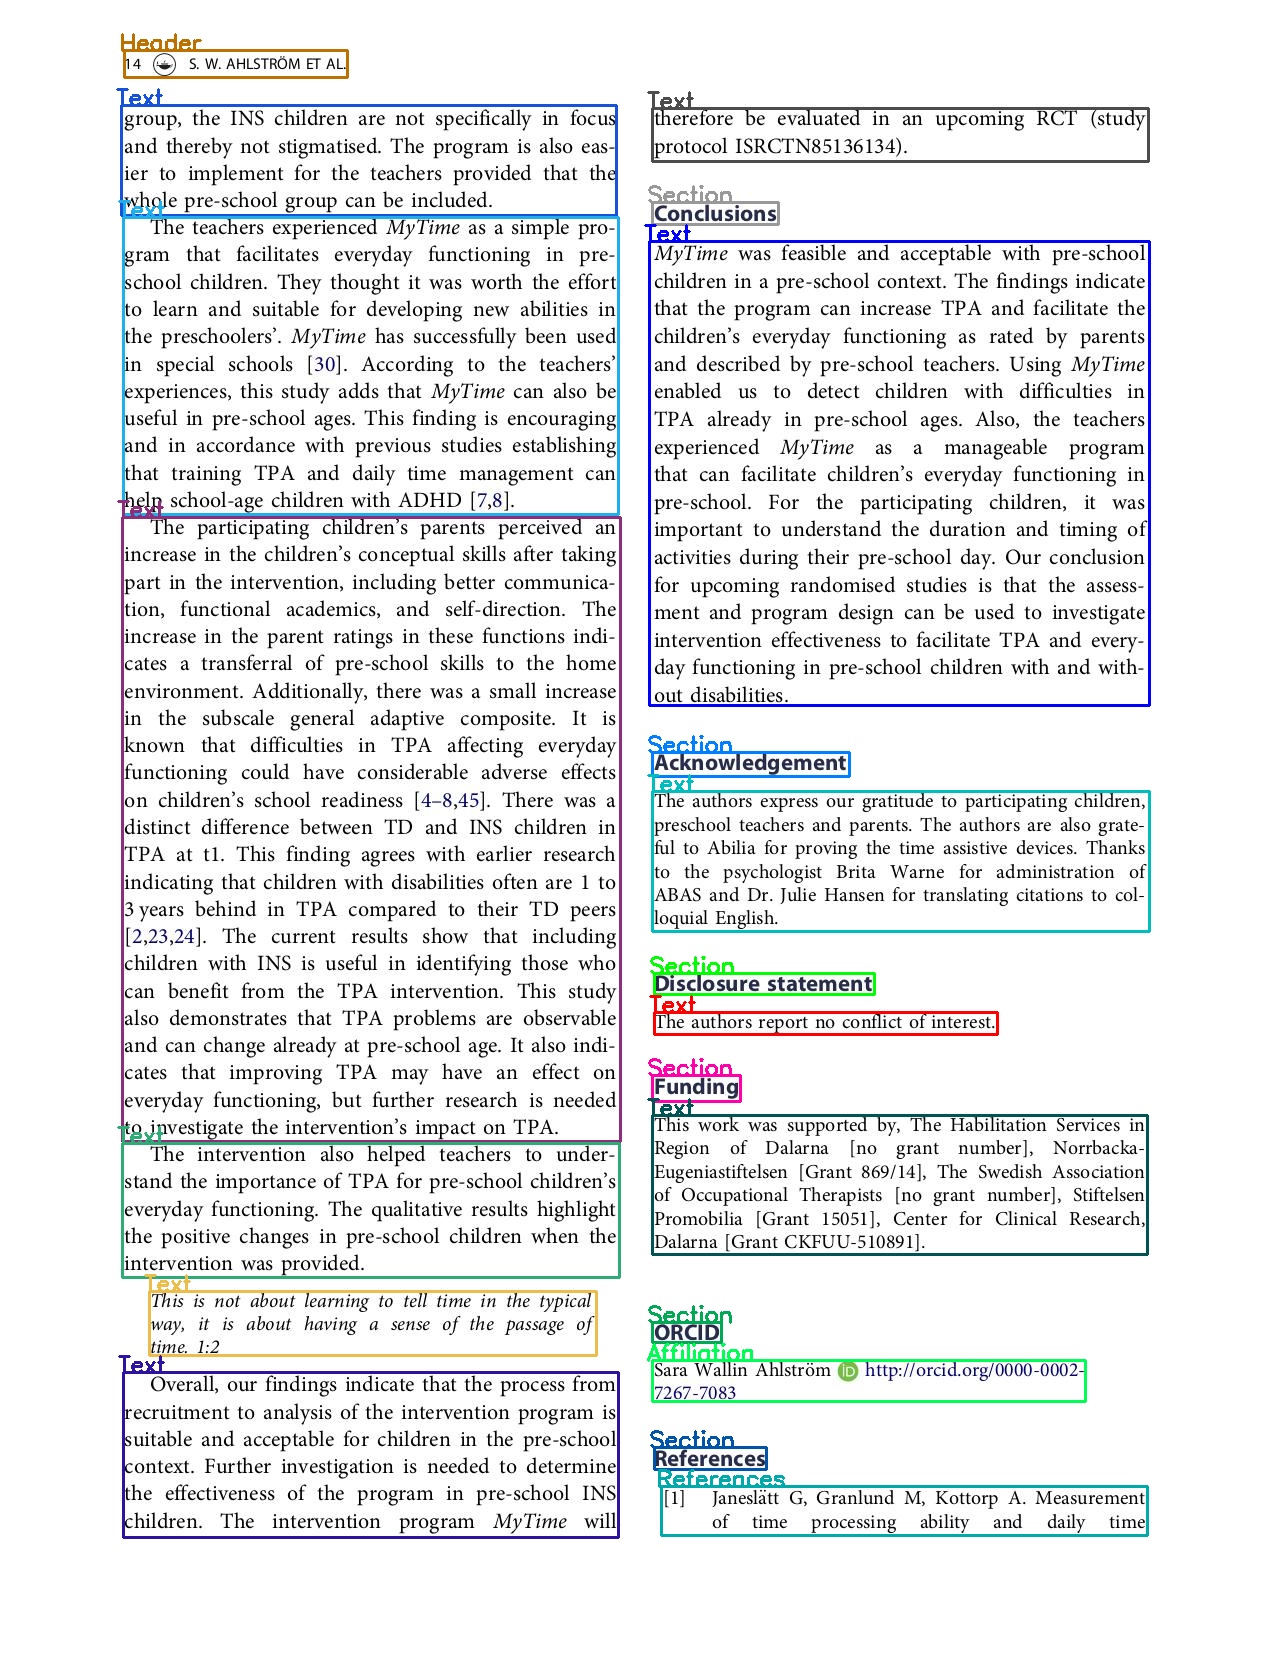 Header
14 S. W. AHLSTRÖM ET AL.
Text
group, the INS children are not specifically in focus
and thereby not stigmatised. The program is also eas-
ier to implement for the teachers provided that the
whole pre-school group can be included.
Text
The teachers experienced MyTime as a simple pro-
gram that facilitates everyday functioning in pre-
school children. They thought it was worth the effort
to learn and suitable for developing new abilities in
the preschoolers’. MyTime has successfully been used
in special schools [30]. According to the teachers’
experiences, this study adds that MyTime can also be
useful in pre-school ages. This finding is encouraging
and in accordance with previous studies establishing
that training TPA and daily time management can
help school-age children with ADHD [7,8].
Text
The participating children’s parents perceived an
increase in the children’s conceptual skills after taking
part in the intervention, including better communica-
tion, functional academics, and self-direction. The
increase in the parent ratings in these functions indi-
cates a transferral of pre-school skills to the home
environment. Additionally, there was a small increase
in the subscale general adaptive composite. It is
known that difficulties in TPA affecting everyday
functioning could have considerable adverse effects
on children’s school readiness [4–8,45]. There was a
distinct difference between TD and INS children in
TPA at t1. This finding agrees with earlier research
indicating that children with disabilities often are 1 to
3 years behind in TPA compared to their TD peers
[2,23,24]. The current results show that including
children with INS is useful in identifying those who
can benefit from the TPA intervention. This study
also demonstrates that TPA problems are observable
and can change already at pre-school age. It also indi-
cates that improving TPA may have an effect on
everyday functioning, but further research is needed
to investigate the intervention’s impact on TPA.
Text
The intervention also helped teachers to under-
stand the importance of TPA for pre-school children’s
everyday functioning. The qualitative results highlight
the positive changes in pre-school children when the
intervention was provided.
Text
This is not about learning to tell time in the typical
way, it is about having a sense of the passage of
time. 1:2
Text
Overall, our findings indicate that the process from
recruitment to analysis of the intervention program is
suitable and acceptable for children in the pre-school
context. Further investigation is needed to determine
the effectiveness of the program in pre-school INS
children. The intervention program MyTime will
Text
therefore be evaluated in an upcoming RCT (study
protocol ISRCTN85136134).
Section
Conclusions
Text
MyTime was feasible and acceptable with pre-school
children in a pre-school context. The findings indicate
that the program can increase TPA and facilitate the
children’s everyday functioning as rated by parents
and described by pre-school teachers. Using MyTime
enabled us to detect children with difficulties in
TPA already in pre-school ages. Also, the teachers
experienced MyTime as a manageable program
that can facilitate children’s everyday functioning in
pre-school. For the participating children, it was
important to understand the duration and timing of
activities during their pre-school day. Our conclusion
for upcoming randomised studies is that the assess-
ment and program design can be used to investigate
intervention effectiveness to facilitate TPA and every-
day functioning in pre-school children with and with-
out disabilities.
Section
Acknowledgement
Text
The authors express our gratitude to participating children,
preschool teachers and parents. The authors are also grate-
ful to Abilia for proving the time assistive devices. Thanks
to the psychologist Brita Warne for administration of
ABAS and Dr. Julie Hansen for translating citations to col-
loquial English.
Section
Disclosure statement
Text
The authors report no conflict of interest.
Section
Funding
Text
This work was supported by, The Habilitation Services in
Region of Dalarna [no grant number], Norrbacka-
Eugeniastiftelsen [Grant 869/14], The Swedish Association
of Occupational Therapists [no grant number], Stiftelsen
Promobilia [Grant 15051], Center for Clinical Research,
Dalarna [Grant CKFUU-510891].
Section
ORCID
Affiliation
Sara Wallin Ahlström iD http://orcid.org/0000-0002-
7267-7083
Section
References
References
[1] Janeslätt G, Granlund M, Kottorp A. Measurement
of time processing ability and daily time